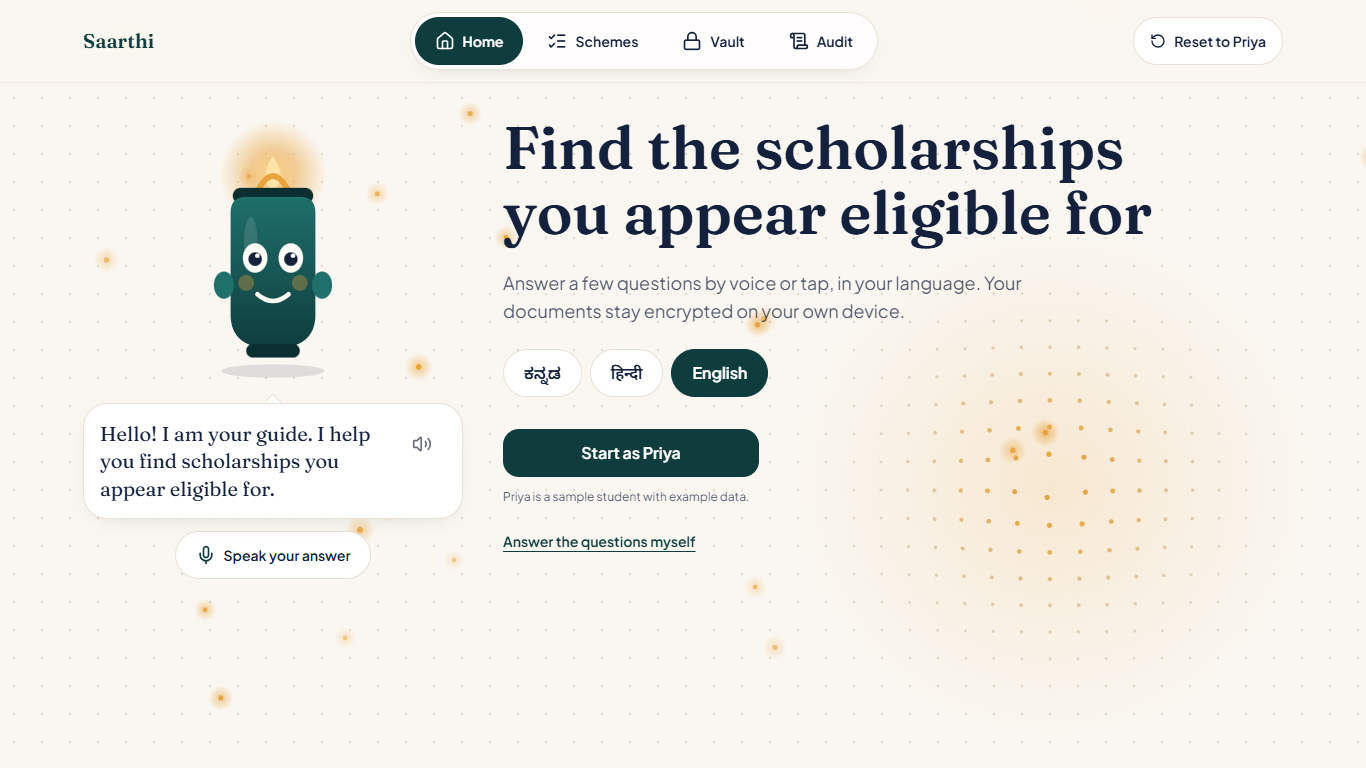 Saarthi
Home
Schemes
Vault
Audit
Reset to Priya
Find the scholarships
you appear eligible for
Answer a few questions by voice or tap, in your language. Your
documents stay encrypted on your own device.
ಕನ್ನಡ
हिन्दी
English
Start as Priya
Priya is a sample student with example data.
Answer the questions myself
Hello! I am your guide. I help
you find scholarships you
appear eligible for.
Speak your answer